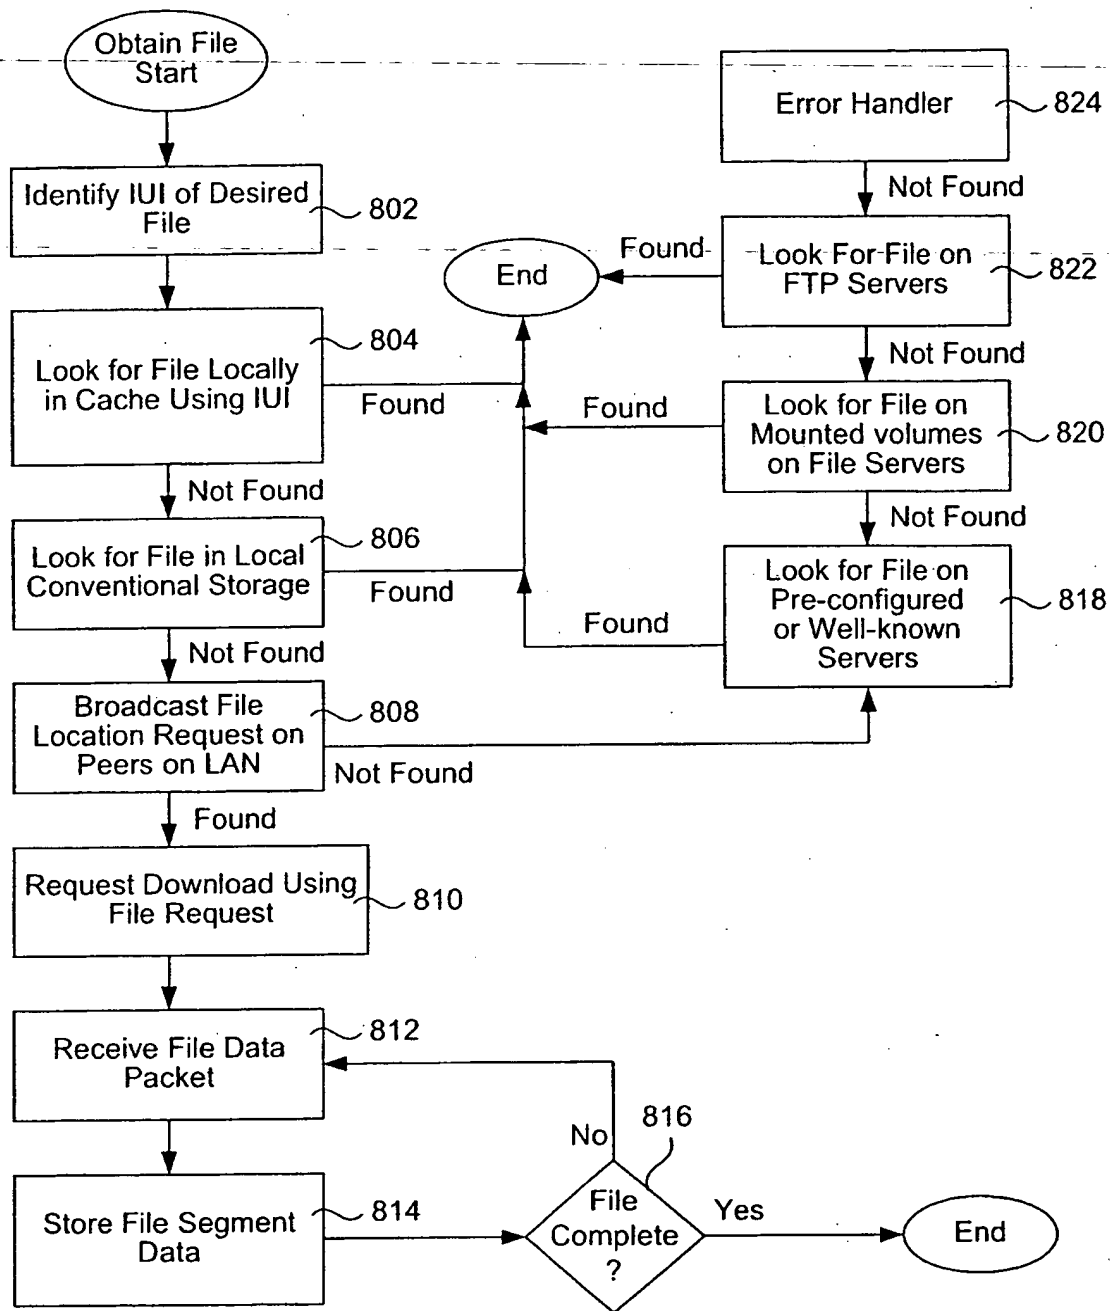 Obtain File
Start
Identify IUI of Desired
File
802
Look for File Locally
in Cache Using IUI
804
Found
Not Found
Look for File in Local
Conventional Storage
806
Found
Not Found
Broadcast File
Location Request on
Peers on LAN
808
Not Found
Found
Request Download Using
File Request
810
Receive File Data
Packet
812
Store File Segment
Data
814
File
Complete
?
816
No
Yes
End
Error Handler
824
Not Found
Look For File on
FTP Servers
822
Found
End
Not Found
Look for File on
Mounted volumes
on File Servers
820
Found
Not Found
Look for File on
Pre-configured
or Well-known
Servers
818
Found